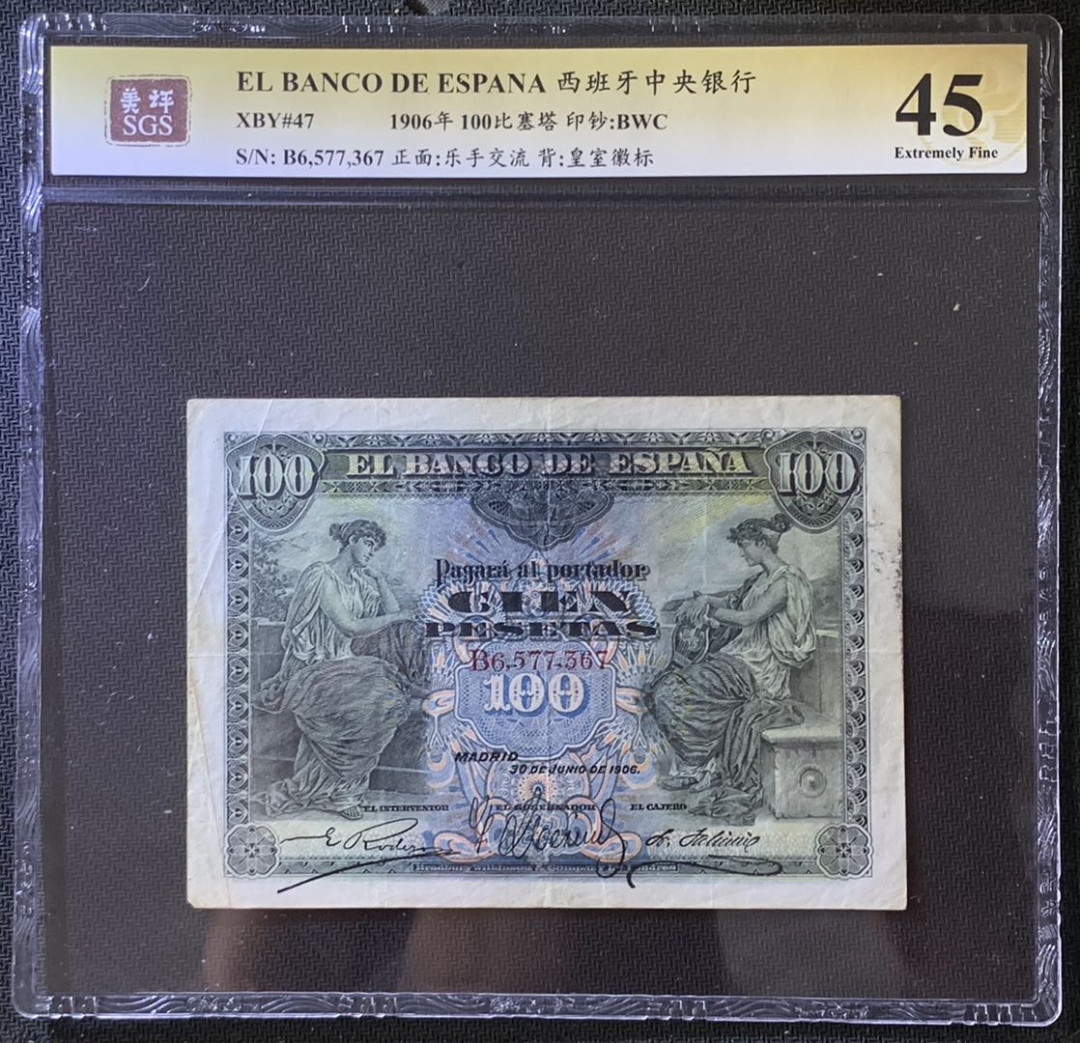 美评
SGS
EL BANCO DE ESPANA 西班牙中央银行
XBY#47 1906年 100比塞塔 印钞:BWC
S/N: B6,577,367 正面:乐手交流 背:皇室徽标
45
Extremely Fine
100 EL BANCO DE ESPAÑA 100
Pagará al portador
CIEN
PESETAS
B6,577,367
100
MADRID
30 DE JUNIO DE 1906.
EL INTERVENTOR EL GOBERNADOR EL CAJERO
Bradbury Wilkinson y Compañ